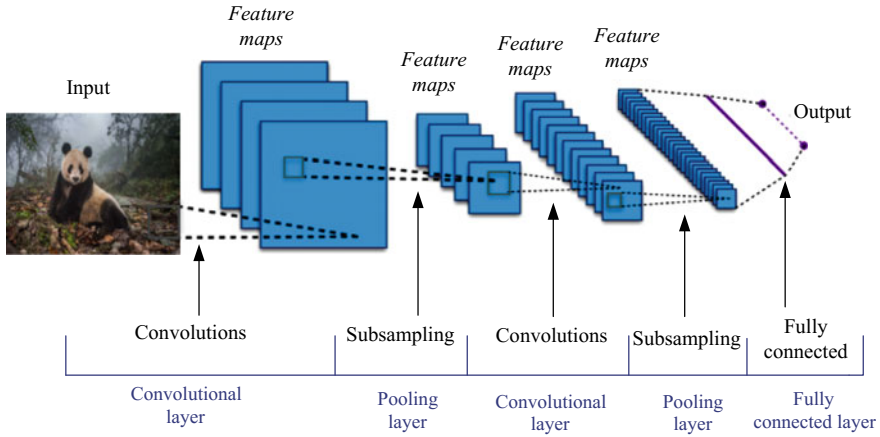 Feature
maps
Feature
maps
Feature
maps
Feature
maps
Input
Output
Convolutions
Subsampling
Convolutions
Subsampling
Fully
connected
Convolutional
layer
Pooling
layer
Convolutional
layer
Pooling
layer
Fully
connected layer